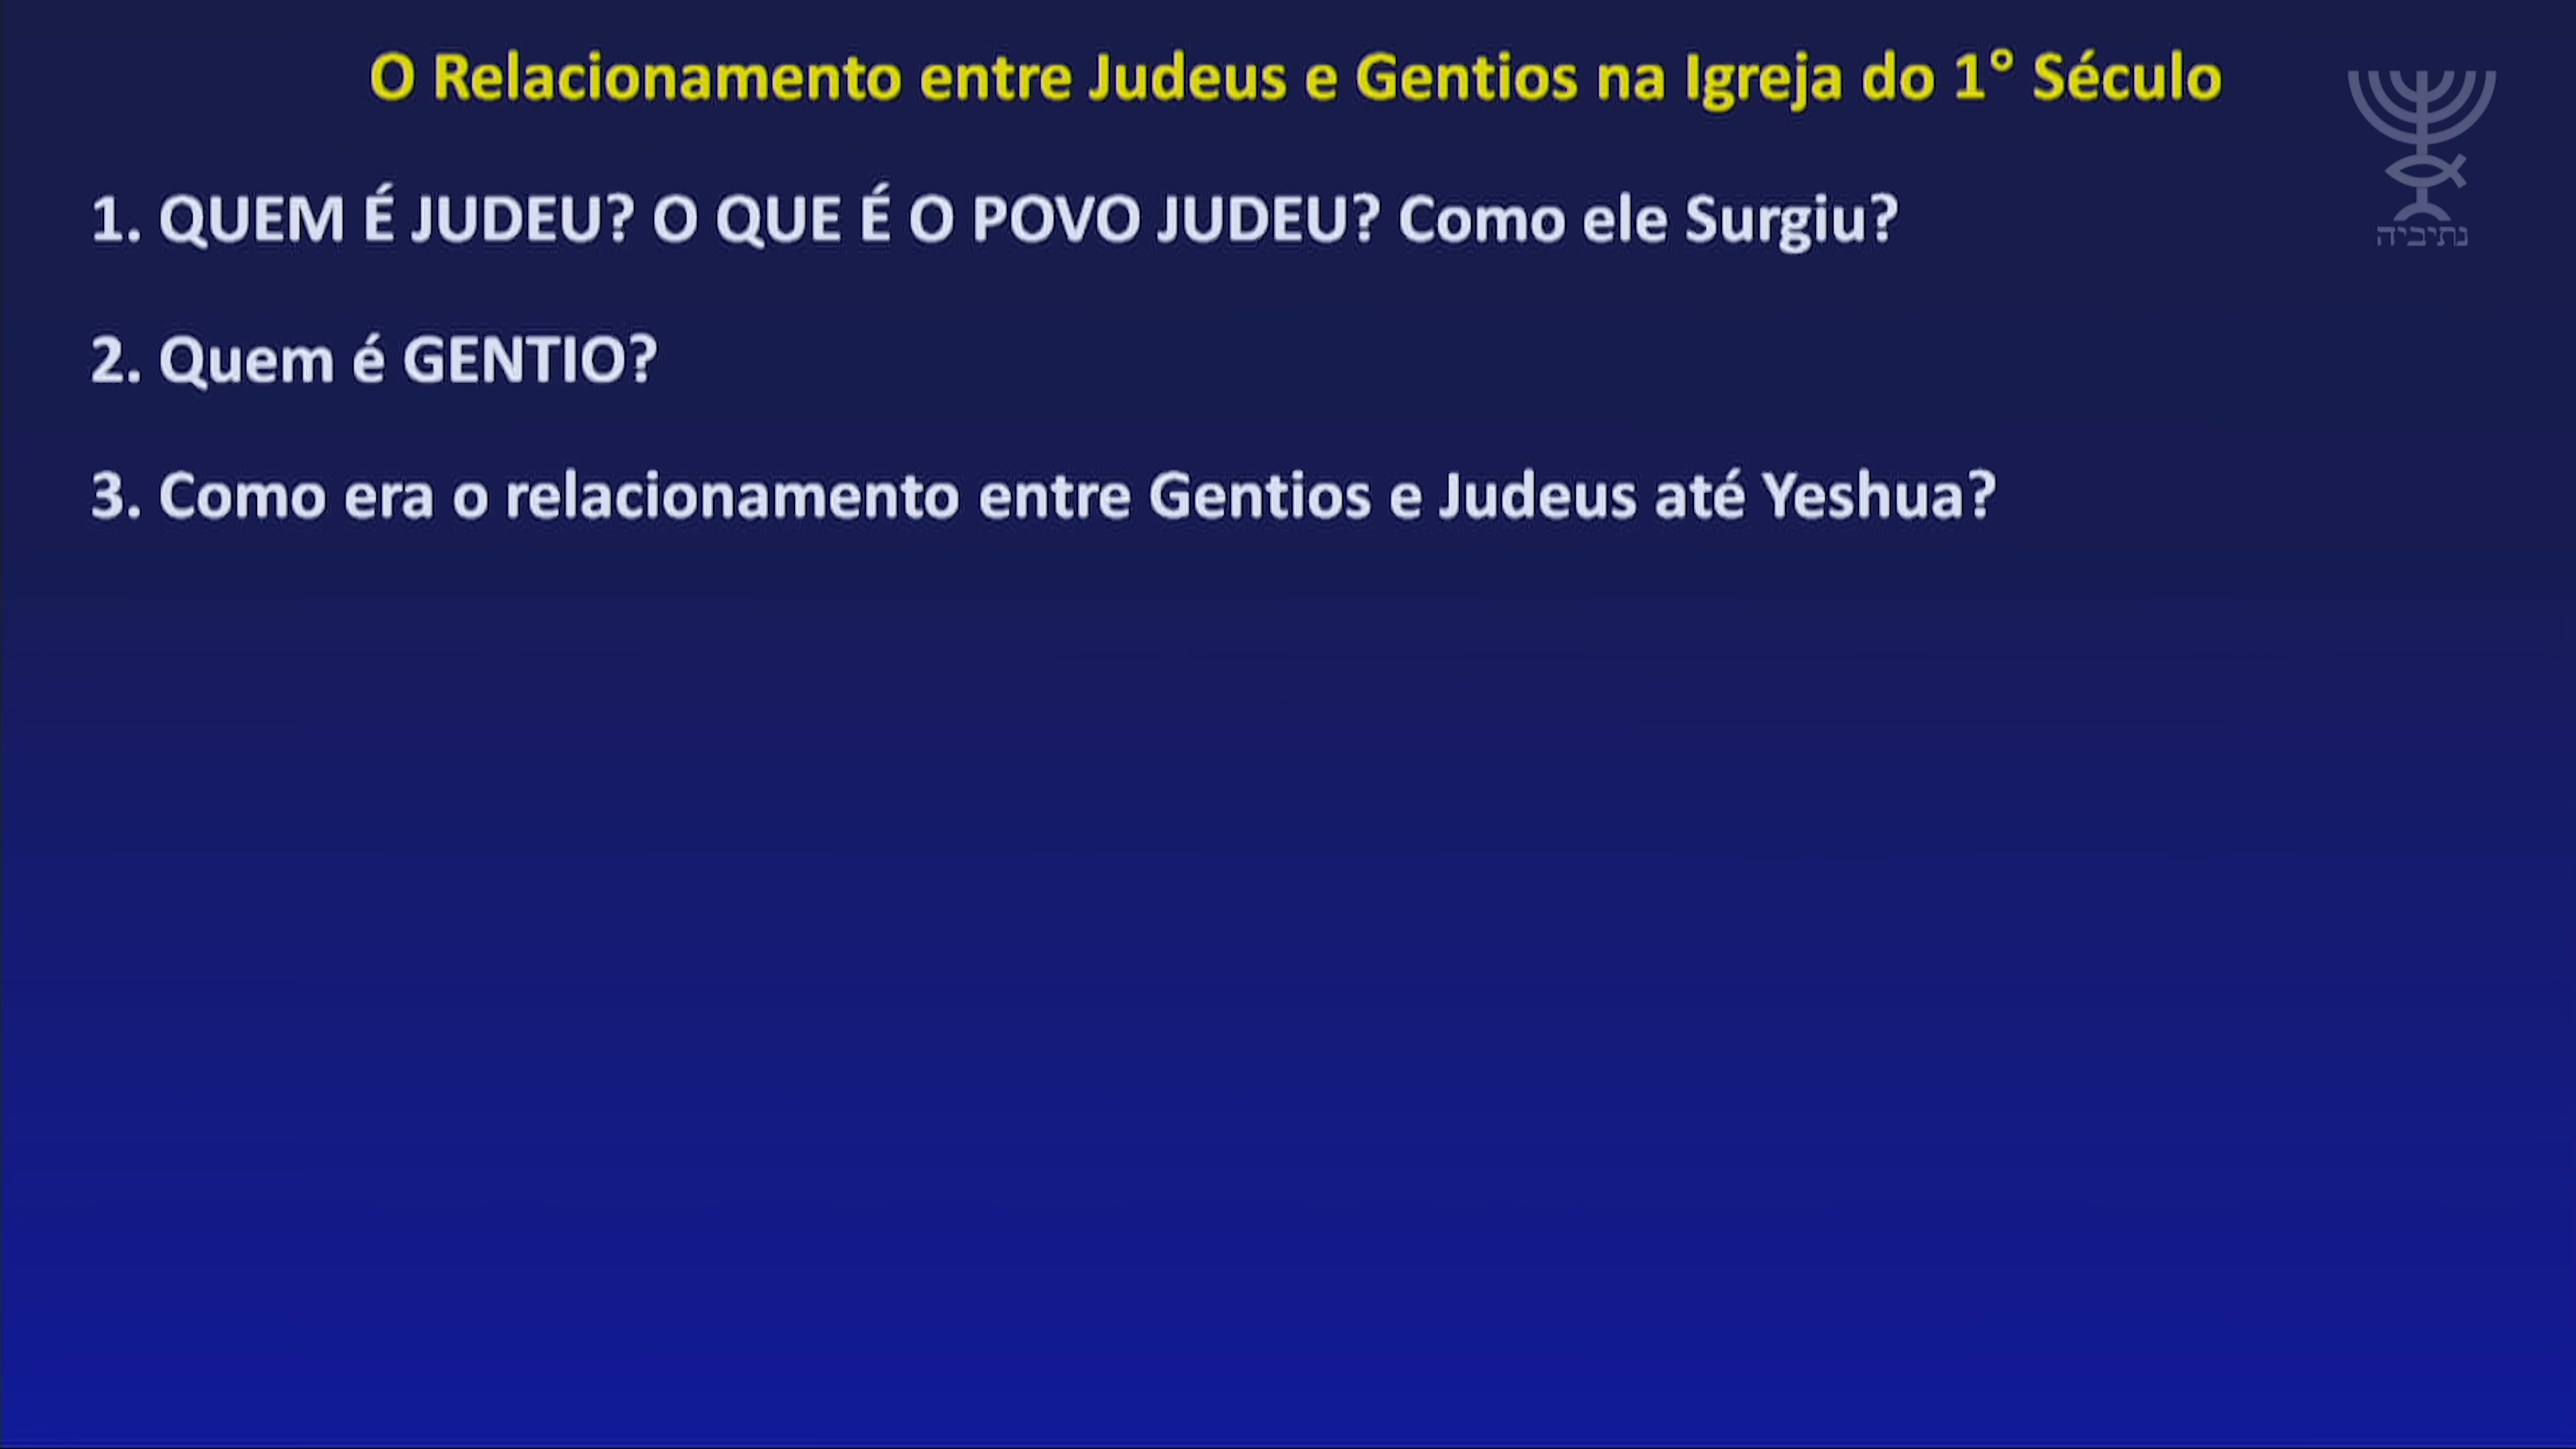 O Relacionamento entre Judeus e Gentios na Igreja do 1° Século
1. QUEM É JUDEU? O QUE É O POVO JUDEU? Como ele Surgiu?
נתיביה
2. Quem é GENTIO?
3. Como era o relacionamento entre Gentios e Judeus até Yeshua?